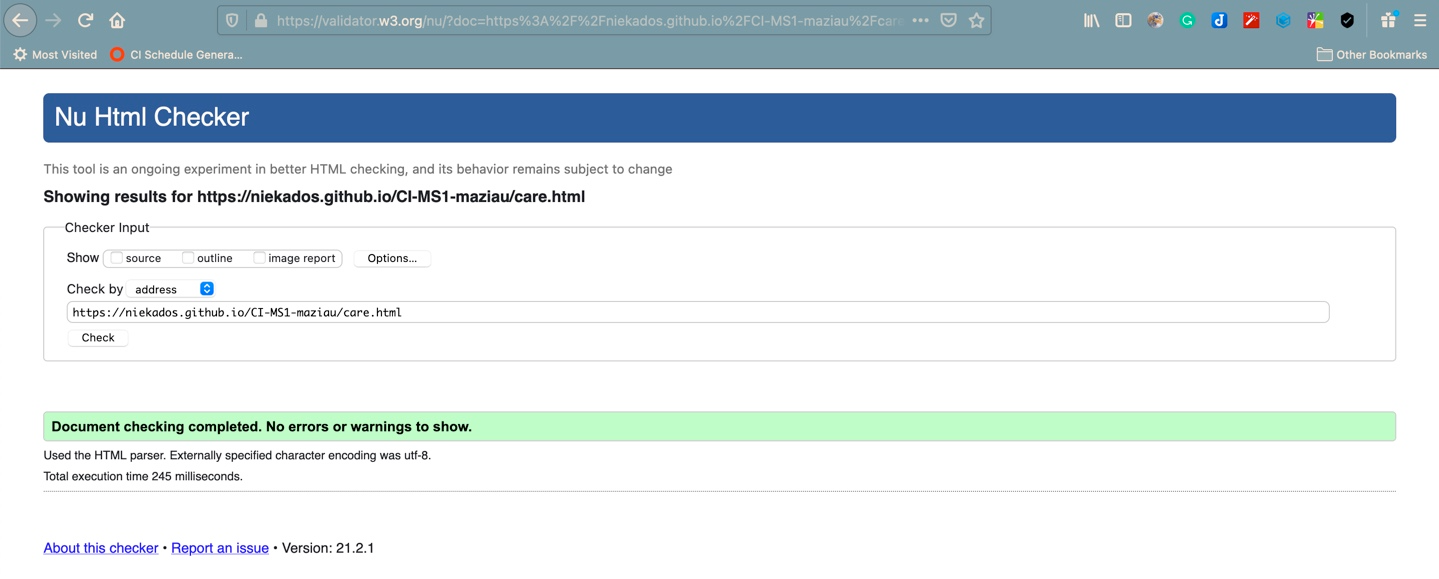 https://validator.w3.org/nu/?doc=https%3A%2F%2Fniekados.github.io%2FCI-MS1-maziau%2Fcare
Most Visited CI Schedule Genera... Other Bookmarks
Nu Html Checker
This tool is an ongoing experiment in better HTML checking, and its behavior remains subject to change
Showing results for https://niekados.github.io/CI-MS1-maziau/care.html
Checker Input
Show source outline image report Options...
Check by address
https://niekados.github.io/CI-MS1-maziau/care.html
Check
Document checking completed. No errors or warnings to show.
Used the HTML parser. Externally specified character encoding was utf-8.
Total execution time 245 milliseconds.
About this checker • Report an issue • Version: 21.2.1